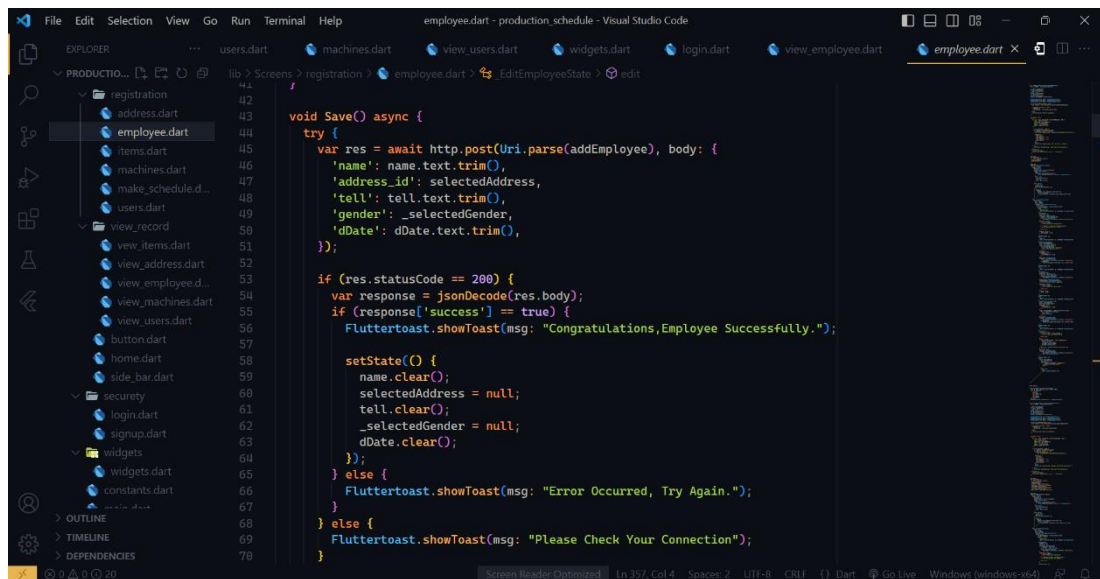 File Edit Selection View Go Run Terminal Help
employee.dart - production_schedule - Visual Studio Code
EXPLORER
users.dart machines.dart view_users.dart widgets.dart login.dart view_employee.dart employee.dart
PRODUCTIO...
lib > Screens > registration > employee.dart > _EditEmployeeState > edit
registration
address.dart
employee.dart
items.dart
machines.dart
make_schedule.d...
users.dart
view_record
vew_items.dart
view_address.dart
view_employee.d...
view_machines.dart
view_users.dart
button.dart
home.dart
side_bar.dart
securety
login.dart
signup.dart
widgets
widgets.dart
constants.dart
main.dart
OUTLINE
TIMELINE
DEPENDENCIES
41 }
42
43 void Save() async {
44 try {
45 var res = await http.post(Uri.parse(addEmployee), body: {
46 'name': name.text.trim(),
47 'address_id': selectedAddress,
48 'tell': tell.text.trim(),
49 'gender': _selectedGender,
50 'dDate': dDate.text.trim(),
51 });
52
53 if (res.statusCode == 200) {
54 var response = jsonDecode(res.body);
55 if (response['success'] == true) {
56 Fluttertoast.showToast(msg: "Congratulations,Employee Successfully.");
57
58 setState(() {
59 name.clear();
60 selectedAddress = null;
61 tell.clear();
62 _selectedGender = null;
63 dDate.clear();
64 });
65 } else {
66 Fluttertoast.showToast(msg: "Error Occurred, Try Again.");
67 }
68 } else {
69 Fluttertoast.showToast(msg: "Please Check Your Connection");
70 }
0 0 0 20
Screen Reader Optimized Ln 357, Col 4 Spaces: 2 UTF-8 CRLF {} Dart Go Live Windows (windows-x64)